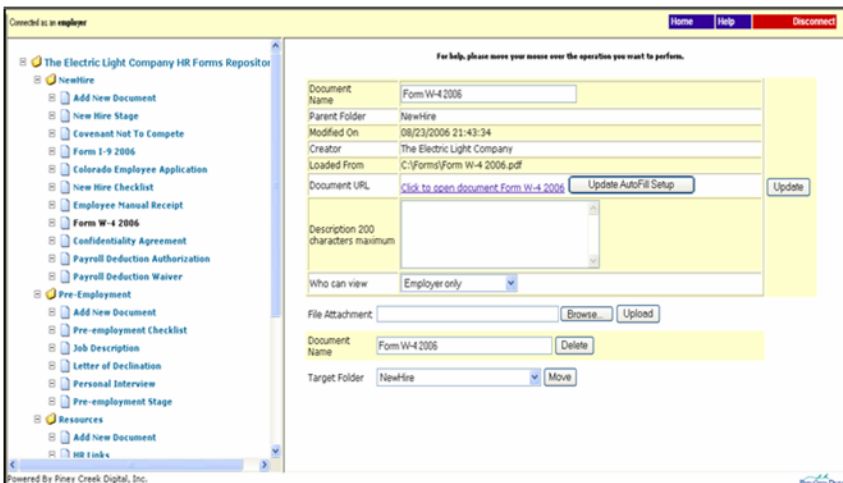 Connected as an employer
Home Help Disconnect
The Electric Light Company HR Forms Repositor
NewHire
Add New Document
New Hire Stage
Covenant Not To Compete
Form I-9 2006
Colorado Employee Application
New Hire Checklist
Employee Manual Receipt
Form W-4 2006
Confidentiality Agreement
Payroll Deduction Authorization
Payroll Deduction Waiver
Pre-Employment
Add New Document
Pre-employment Checklist
Job Description
Letter of Declination
Personal Interview
Pre-employment Stage
Resources
Add New Document
HR Links
For help, please move your mouse over the operation you want to perform.
Document Name Form W-4 2006
Parent Folder NewHire
Modified On 08/23/2006 21:43:34
Creator The Electric Light Company
Loaded From C:\Forms\Form W-4 2006.pdf
Document URL Click to open document Form W-4 2006 Update AutoFill Setup
Update
Description 200
characters maximum
Who can view Employer only
File Attachment Browse... Upload
Document Name Form W-4 2006 Delete
Target Folder NewHire Move
Powered By Piney Creek Digital, Inc.